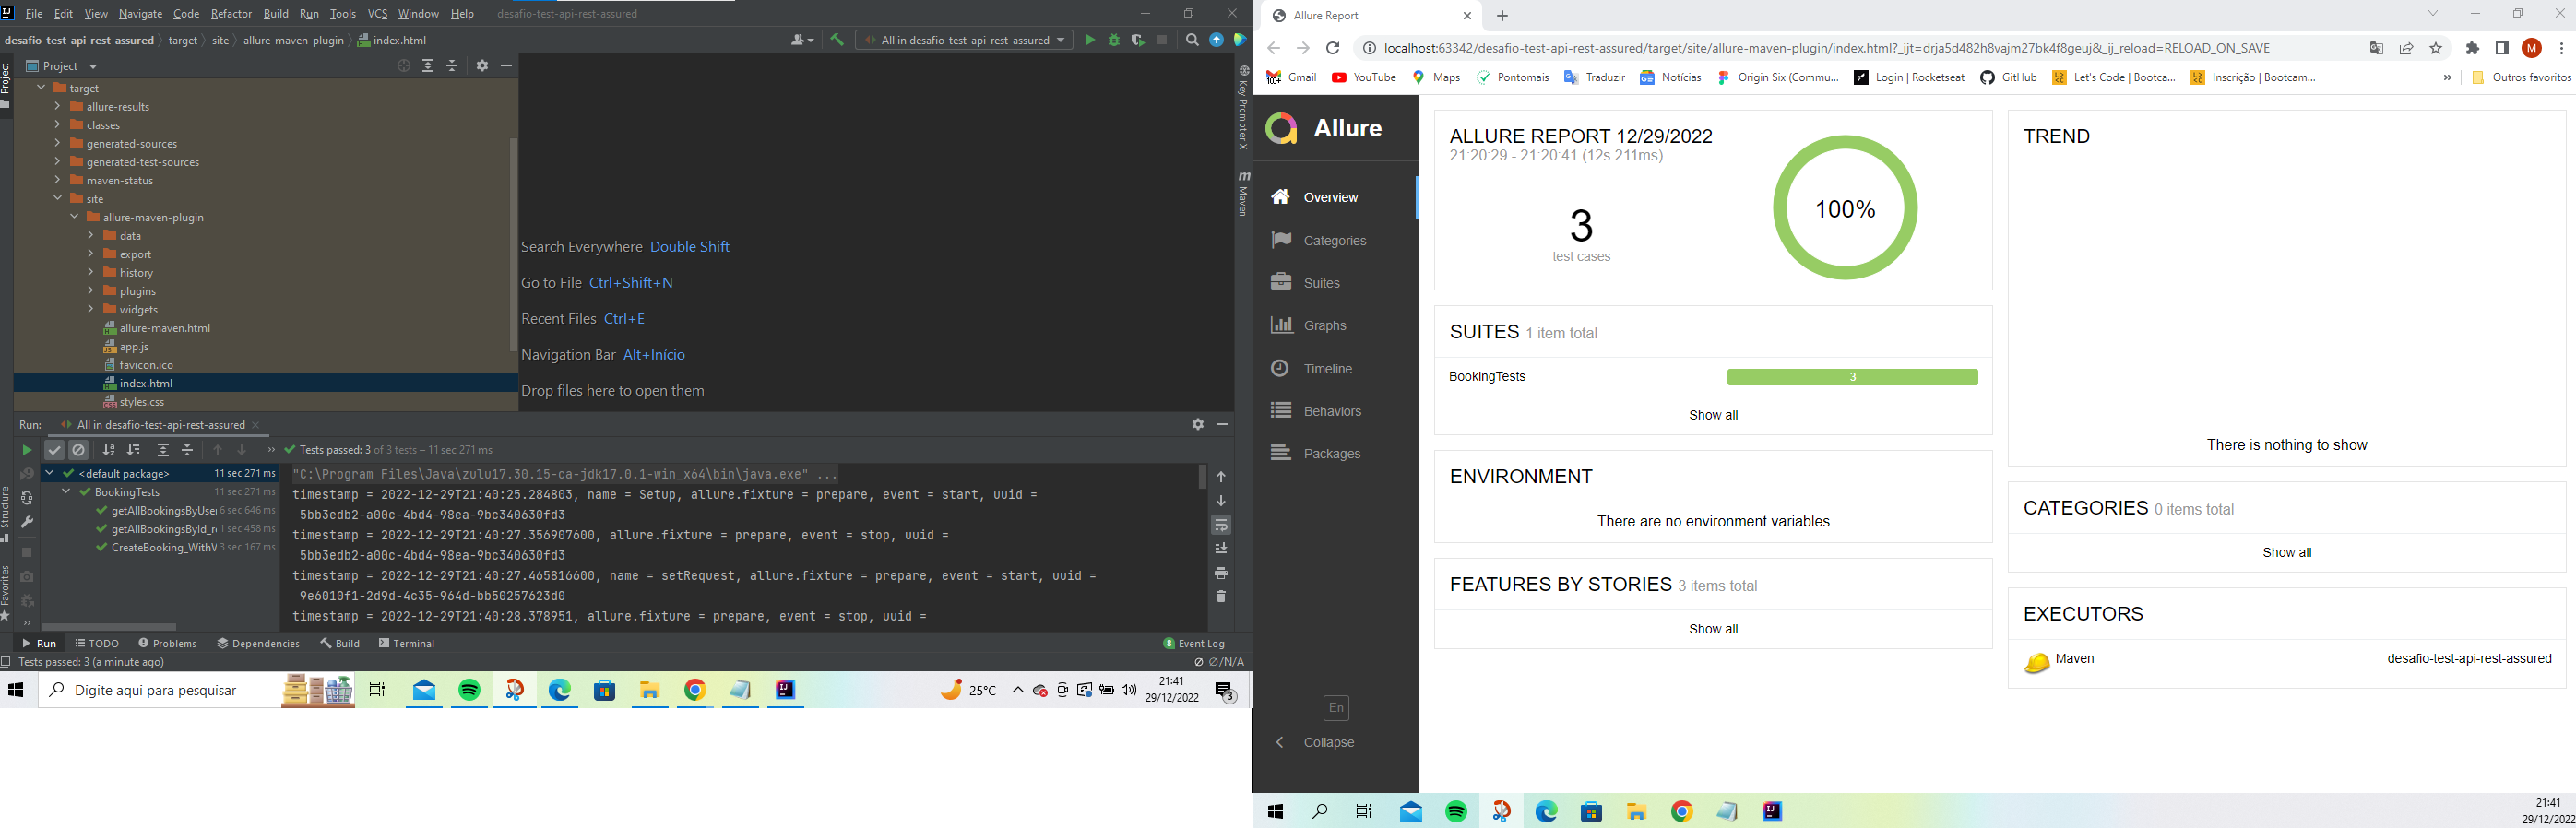 File Edit View Navigate Code Refactor Build Run Tools VCS Window Help desafio-test-api-rest-assured
desafio-test-api-rest-assured target site allure-maven-plugin index.html
All in desafio-test-api-rest-assured
Project
Project
target
allure-results
classes
generated-sources
generated-test-sources
maven-status
site
allure-maven-plugin
data
export
history
plugins
widgets
allure-maven.html
app.js
favicon.ico
index.html
styles.css
Search Everywhere Double Shift
Go to File Ctrl+Shift+N
Recent Files Ctrl+E
Navigation Bar Alt+Início
Drop files here to open them
Key Promoter X
Maven
Run: All in desafio-test-api-rest-assured
Tests passed: 3 of 3 tests – 11 sec 271 ms
<default package> 11 sec 271 ms
BookingTests 11 sec 271 ms
getAllBookingsByUser 6 sec 646 ms
getAllBookingsById_re 1 sec 458 ms
CreateBooking_WithV 3 sec 167 ms
"C:\Program Files\Java\zulu17.30.15-ca-jdk17.0.1-win_x64\bin\java.exe" ...
timestamp = 2022-12-29T21:40:25.284803, name = Setup, allure.fixture = prepare, event = start, uuid =
5bb3edb2-a00c-4bd4-98ea-9bc340630fd3
timestamp = 2022-12-29T21:40:27.356907600, allure.fixture = prepare, event = stop, uuid =
5bb3edb2-a00c-4bd4-98ea-9bc340630fd3
timestamp = 2022-12-29T21:40:27.465816600, name = setRequest, allure.fixture = prepare, event = start, uuid =
9e6010f1-2d9d-4c35-964d-bb50257623d0
timestamp = 2022-12-29T21:40:28.378951, allure.fixture = prepare, event = stop, uuid =
Structure
Favorites
Run TODO Problems Dependencies Build Terminal 8 Event Log
Tests passed: 3 (a minute ago) Ø/N/A
Digite aqui para pesquisar
25°C
21:41
29/12/2022
3
Allure Report
localhost:63342/desafio-test-api-rest-assured/target/site/allure-maven-plugin/index.html?_ijt=drja5d482h8vajm27bk4f8geuj&_ij_reload=RELOAD_ON_SAVE
M
Gmail YouTube Maps Pontomais Traduzir Notícias Origin Six (Commu... Login | Rocketseat GitHub Let's Code | Bootca... Inscrição | Bootcam... » Outros favoritos
Allure
Overview
Categories
Suites
Graphs
Timeline
Behaviors
Packages
En
Collapse
ALLURE REPORT 12/29/2022
21:20:29 - 21:20:41 (12s 211ms)
3
test cases
100%
SUITES 1 item total
BookingTests 3
Show all
ENVIRONMENT
There are no environment variables
FEATURES BY STORIES 3 items total
Show all
TREND
There is nothing to show
CATEGORIES 0 items total
Show all
EXECUTORS
Maven desafio-test-api-rest-assured
21:41
29/12/2022